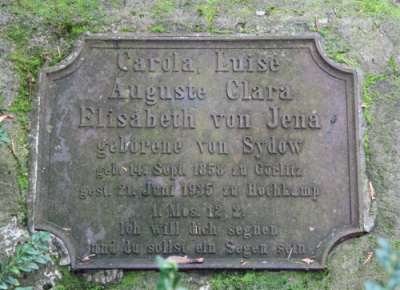 Carola, Luise
Auguste Clara
Elisabeth von Jena
geborene von Sydow
geb. 14. Sept. 1858 zu Görlitz
gest. 21. Juni 1935 zu Hochkamp
1. Mos. 12, 2.
Ich will dich segnen
und du sollst ein Segen sein.